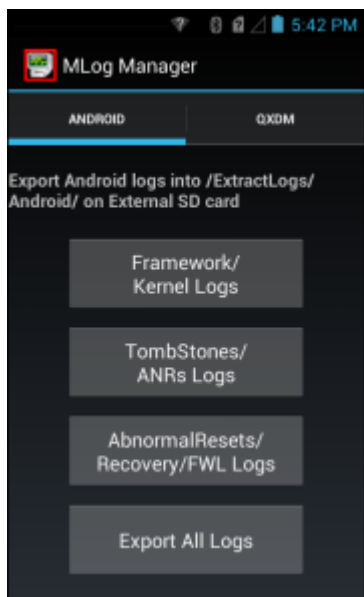 5:42 PM
MLog Manager
ANDROID
QXDM
Export Android logs into /ExtractLogs/
Android/ on External SD card
Framework/
Kernel Logs
TombStones/
ANRs Logs
AbnormalResets/
Recovery/FWL Logs
Export All Logs